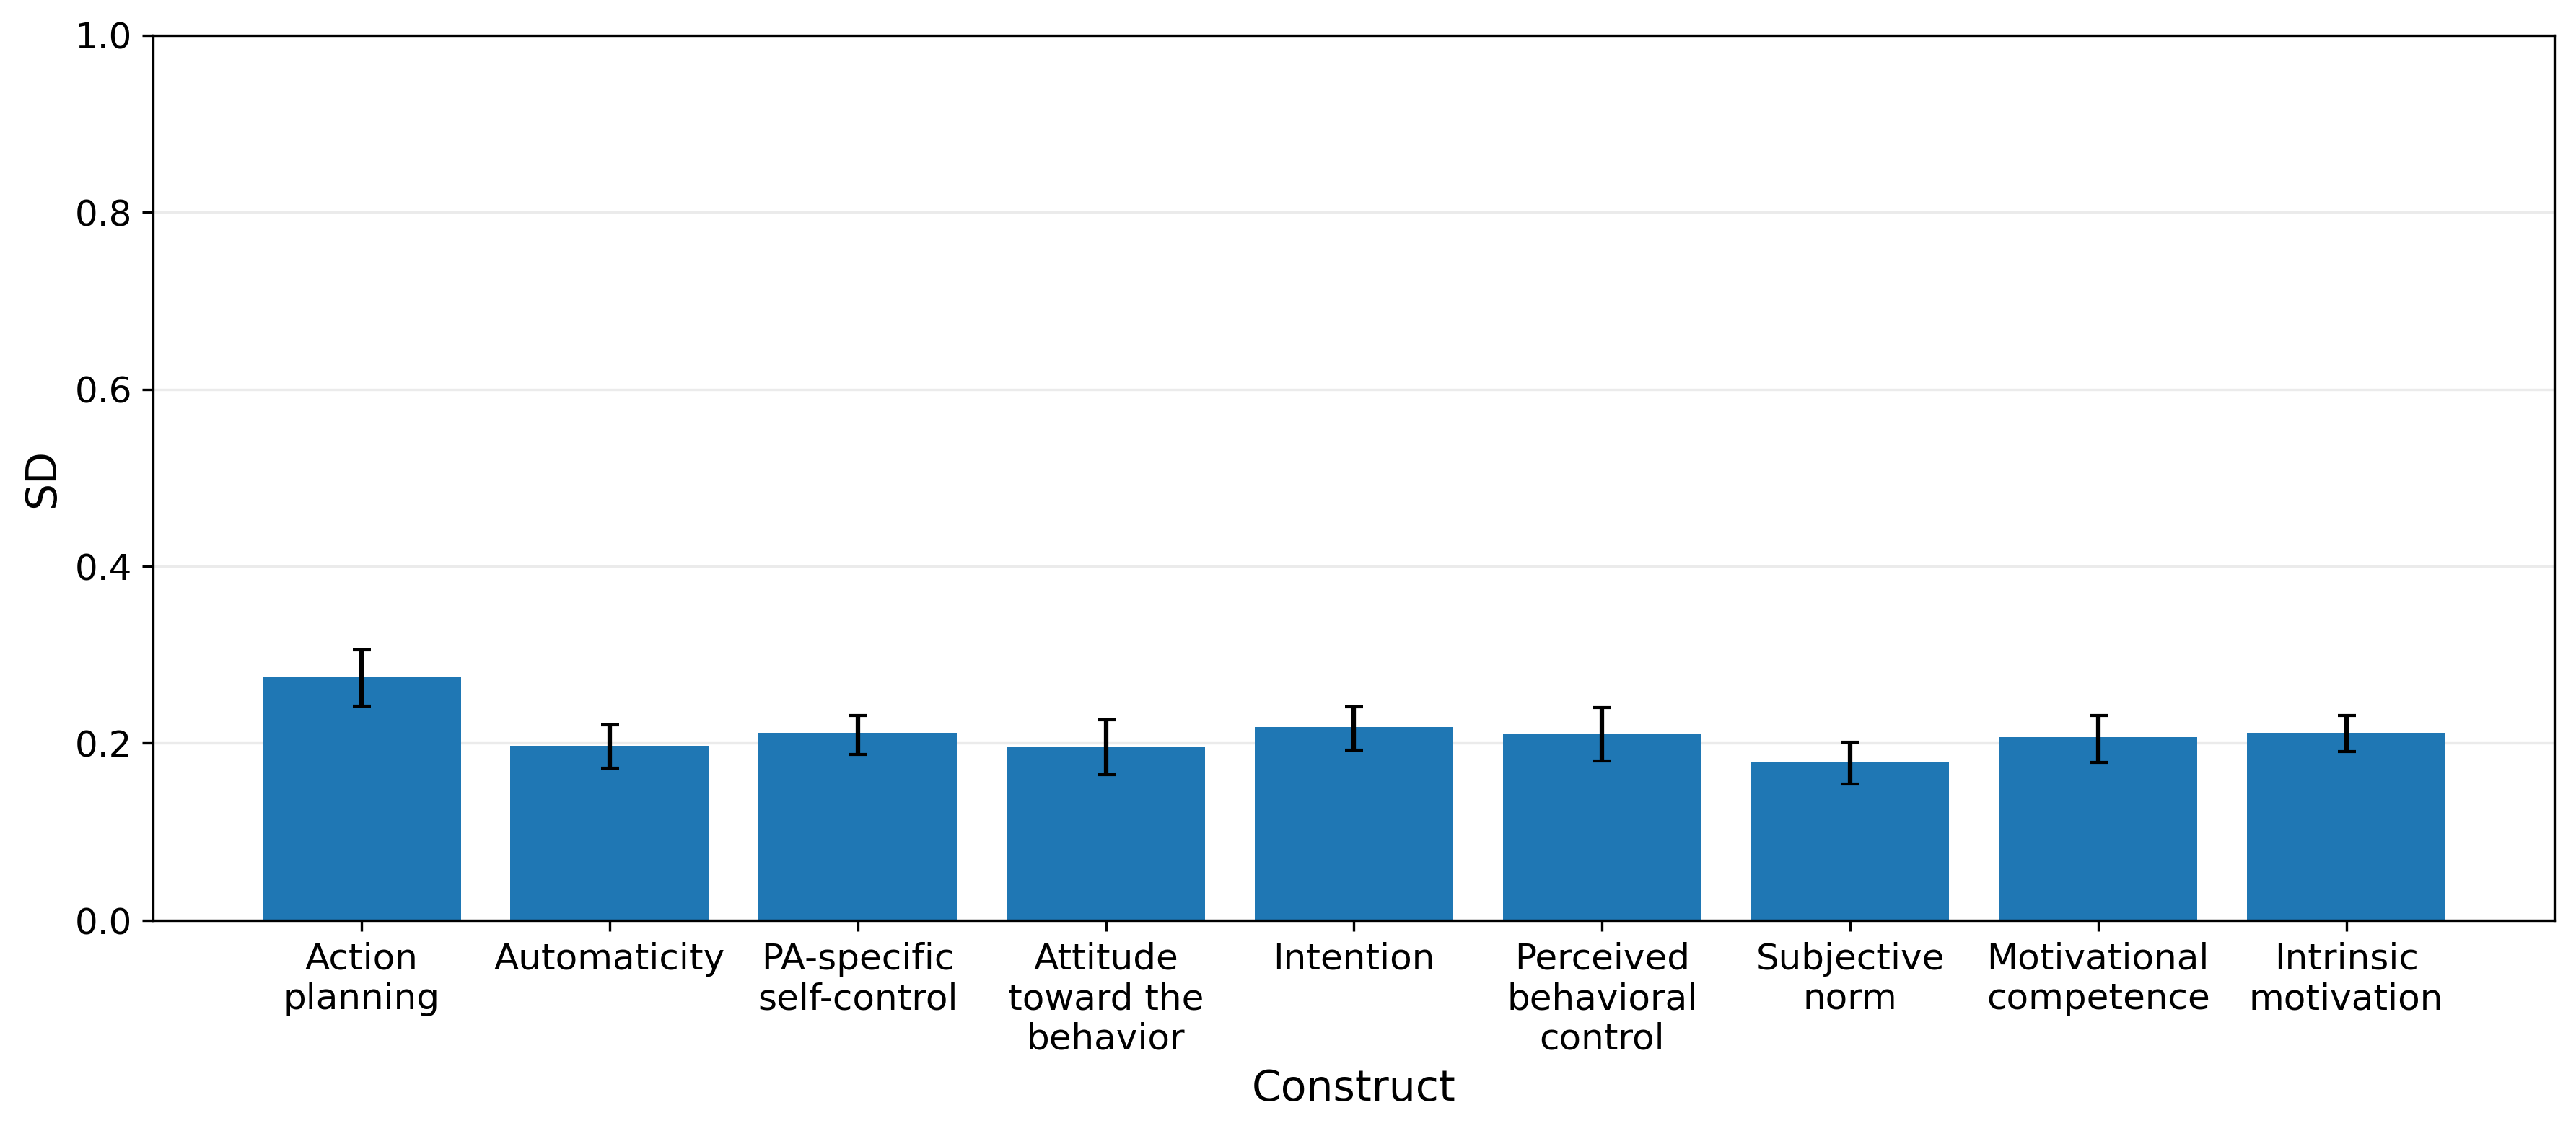 1.0
0.8
0.6
0.4
0.2
0.0
SD
Action
planning
Automaticity
PA-specific
self-control
Attitude
toward the
behavior
Intention
Perceived
behavioral
control
Subjective
norm
Motivational
competence
Intrinsic
motivation
Construct